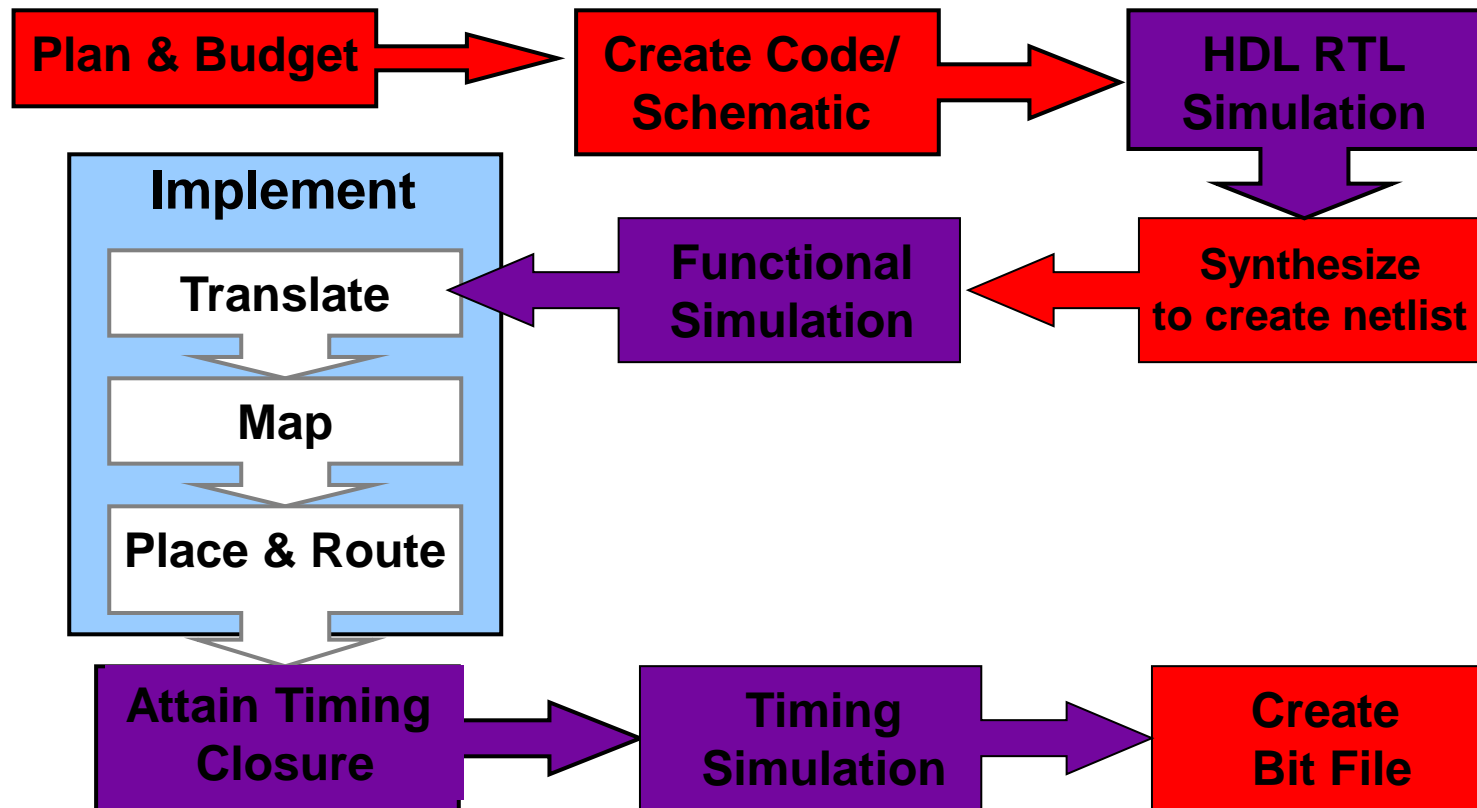 Plan & Budget
Create Code/
Schematic
HDL RTL
Simulation
Synthesize
to create netlist
Functional
Simulation
Implement
Translate
Map
Place & Route
Attain Timing
Closure
Timing
Simulation
Create
Bit File